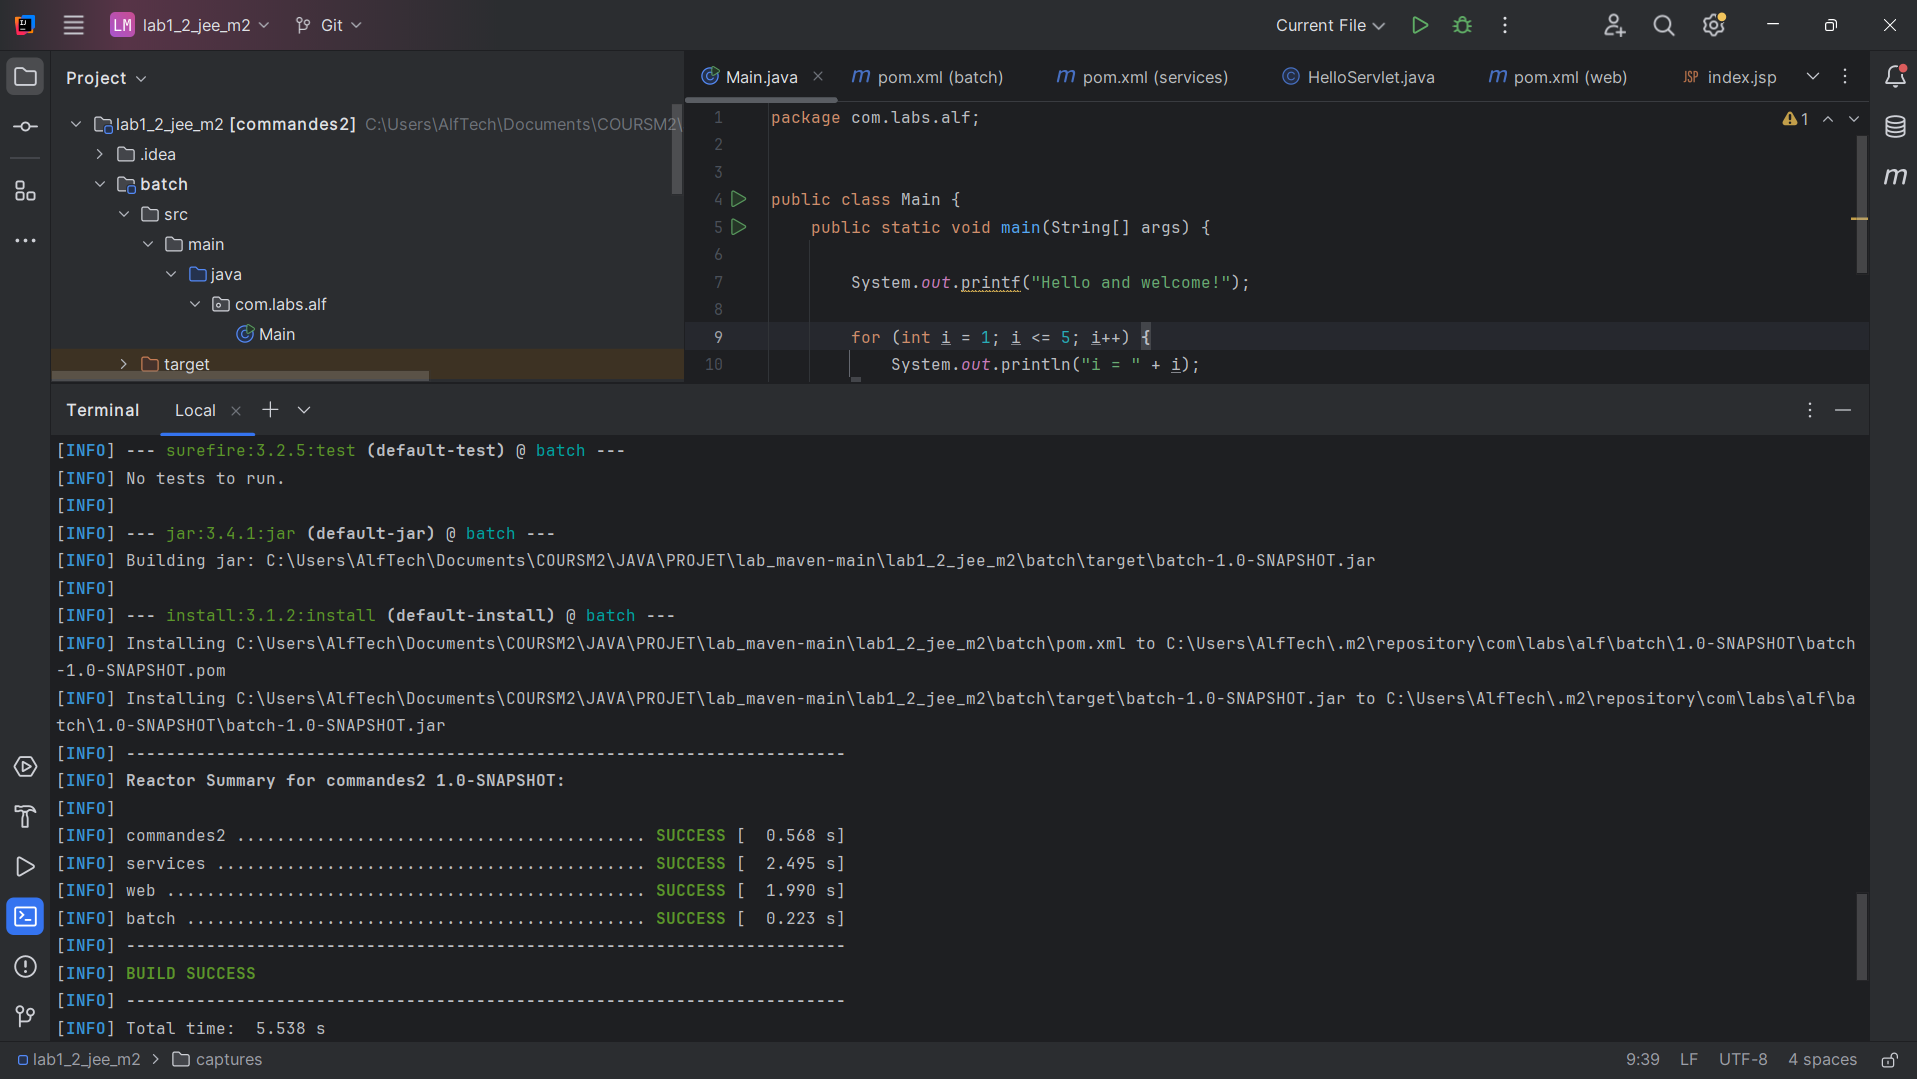 LM lab1_2_jee_m2 Git Current File
Project
lab1_2_jee_m2 [commandes2] C:\Users\AlfTech\Documents\COURSM2\
.idea
batch
src
main
java
com.labs.alf
Main
target
Main.java m pom.xml (batch) m pom.xml (services) HelloServlet.java m pom.xml (web) JSP index.jsp
1 package com.labs.alf;
2
3
4 public class Main {
5 public static void main(String[] args) {
6
7 System.out.printf("Hello and welcome!");
8
9 for (int i = 1; i <= 5; i++) {
10 System.out.println("i = " + i);
1
m
Terminal Local
[INFO] --- surefire:3.2.5:test (default-test) @ batch ---
[INFO] No tests to run.
[INFO]
[INFO] --- jar:3.4.1:jar (default-jar) @ batch ---
[INFO] Building jar: C:\Users\AlfTech\Documents\COURSM2\JAVA\PROJET\lab_maven-main\lab1_2_jee_m2\batch\target\batch-1.0-SNAPSHOT.jar
[INFO]
[INFO] --- install:3.1.2:install (default-install) @ batch ---
[INFO] Installing C:\Users\AlfTech\Documents\COURSM2\JAVA\PROJET\lab_maven-main\lab1_2_jee_m2\batch\pom.xml to C:\Users\AlfTech\.m2\repository\com\labs\alf\batch\1.0-SNAPSHOT\batch
-1.0-SNAPSHOT.pom
[INFO] Installing C:\Users\AlfTech\Documents\COURSM2\JAVA\PROJET\lab_maven-main\lab1_2_jee_m2\batch\target\batch-1.0-SNAPSHOT.jar to C:\Users\AlfTech\.m2\repository\com\labs\alf\ba
tch\1.0-SNAPSHOT\batch-1.0-SNAPSHOT.jar
[INFO] ------------------------------------------------------------------------
[INFO] Reactor Summary for commandes2 1.0-SNAPSHOT:
[INFO]
[INFO] commandes2 ......................................... SUCCESS [  0.568 s]
[INFO] services ........................................... SUCCESS [  2.495 s]
[INFO] web ................................................ SUCCESS [  1.990 s]
[INFO] batch .............................................. SUCCESS [  0.223 s]
[INFO] ------------------------------------------------------------------------
[INFO] BUILD SUCCESS
[INFO] ------------------------------------------------------------------------
[INFO] Total time:  5.538 s
lab1_2_jee_m2 > captures 9:39 LF UTF-8 4 spaces